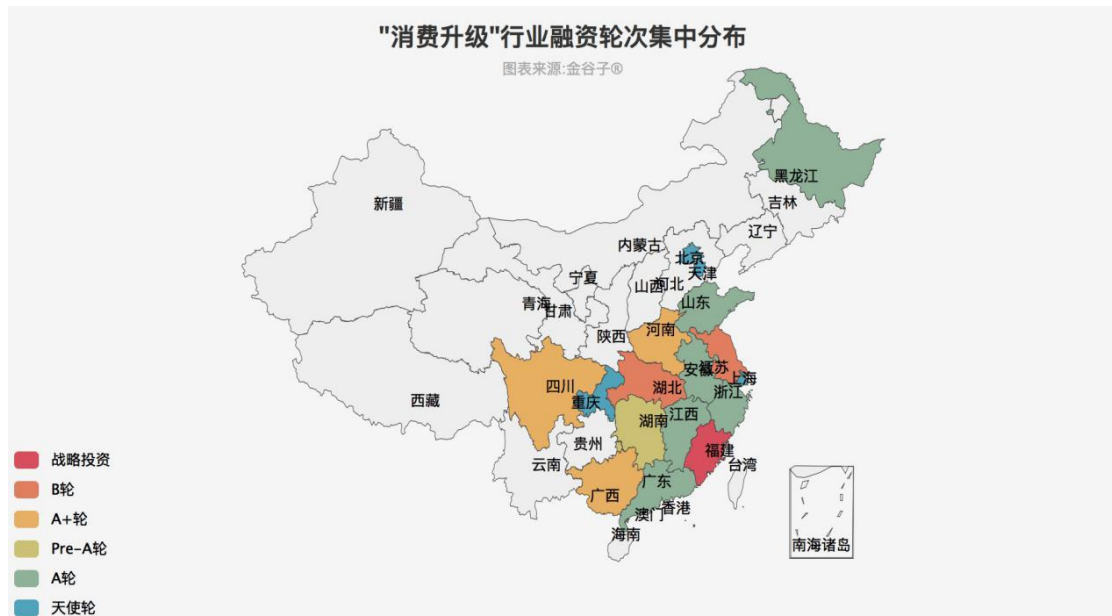 "消费升级"行业融资轮次集中分布
图表来源:金谷子®
黑龙江
吉林
新疆
辽宁
内蒙古
北京
天津
宁夏
山西
河北
山东
青海
甘肃
河南
陕西
安徽
江苏
上海
四川
湖北
重庆
浙江
西藏
湖南
江西
贵州
福建
云南
台湾
广东
广西
香港
澳门
海南
南海诸岛
战略投资
B轮
A+轮
Pre-A轮
A轮
天使轮